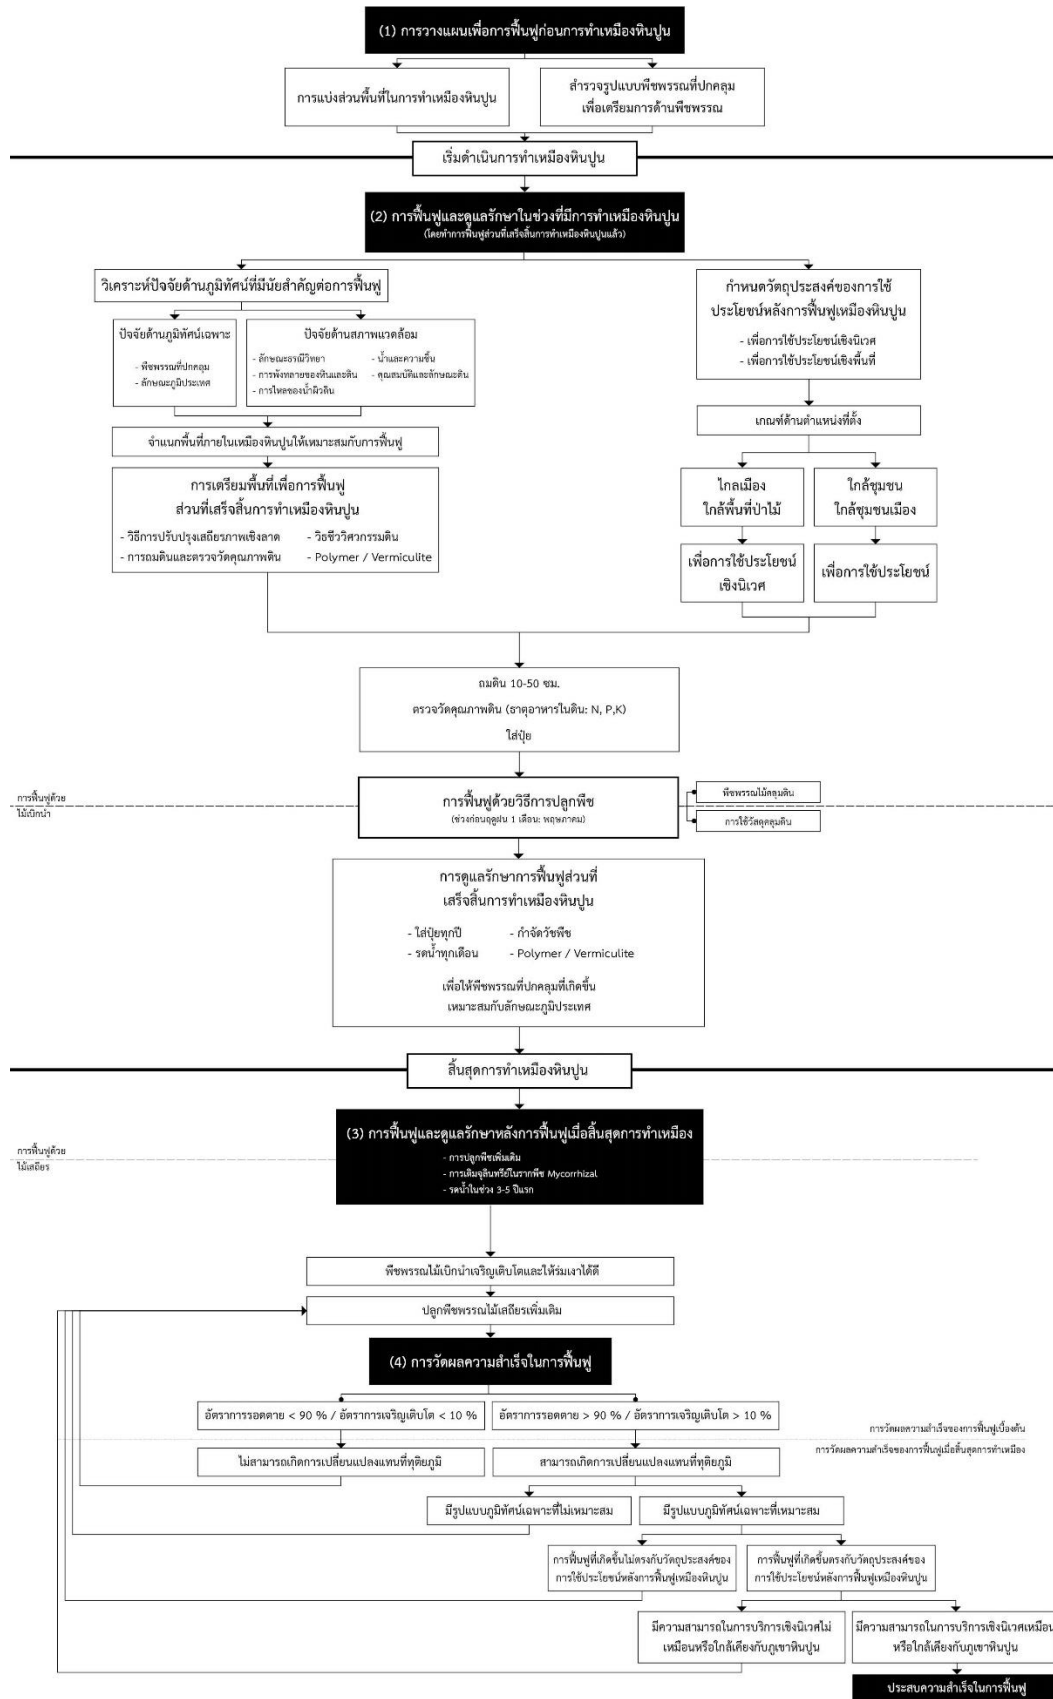 (1) การวางแผนเพื่อการฟื้นฟูก่อนการทำเหมืองหินปูน
การแบ่งส่วนพื้นที่ในการทำเหมืองหินปูน
สำรวจรูปแบบพืชพรรณที่ปกคลุม
เพื่อเตรียมการด้านพืชพรรณ
เริ่มดำเนินการทำเหมืองหินปูน
(2) การฟื้นฟูและดูแลรักษาในช่วงที่มีการทำเหมืองหินปูน
(โดยทำการฟื้นฟูส่วนที่เสร็จสิ้นการทำเหมืองหินปูนแล้ว)
วิเคราะห์ปัจจัยด้านภูมิทัศน์ที่มีนัยสำคัญต่อการฟื้นฟู
ปัจจัยด้านภูมิทัศน์เฉพาะ
- พืชพรรณที่ปกคลุม
- ลักษณะภูมิประเทศ
ปัจจัยด้านสภาพแวดล้อม
- ลักษณะธรณีวิทยา
- การพังทลายของหินและดิน
- การไหลของน้ำผิวดิน
- น้ำและความชื้น
- คุณสมบัติและลักษณะดิน
จำแนกพื้นที่ภายในเหมืองหินปูนให้เหมาะสมกับการฟื้นฟู
การเตรียมพื้นที่เพื่อการฟื้นฟู
ส่วนที่เสร็จสิ้นการทำเหมืองหินปูน
- วิธีการปรับปรุงเสถียรภาพเชิงลาด
- การถมดินและตรวจวัดคุณภาพดิน
- วิธีชีววิศวกรรมดิน
- Polymer / Vermiculite
กำหนดวัตถุประสงค์ของการใช้
ประโยชน์หลังการฟื้นฟูเหมืองหินปูน
- เพื่อการใช้ประโยชน์เชิงนิเวศ
- เพื่อการใช้ประโยชน์เชิงพื้นที่
เกณฑ์ด้านตำแหน่งที่ตั้ง
ไกลเมือง
ใกล้พื้นที่ป่าไม้
ใกล้ชุมชน
ใกล้ชุมชนเมือง
เพื่อการใช้ประโยชน์
เชิงนิเวศ
เพื่อการใช้ประโยชน์
ถมดิน 10-50 ซม.
ตรวจวัดคุณภาพดิน (ธาตุอาหารในดิน: N, P,K)
ใส่ปุ๋ย
การฟื้นฟูด้วย
ไม้เบิกนำ
การฟื้นฟูด้วยวิธีการปลูกพืช
(ช่วงก่อนฤดูฝน 1 เดือน: พฤษภาคม)
พืชพรรณไม้คลุมดิน
การใช้วัสดุคลุมดิน
การดูแลรักษาการฟื้นฟูส่วนที่
เสร็จสิ้นการทำเหมืองหินปูน
- ใส่ปุ๋ยทุกปี
- รดน้ำทุกเดือน
- กำจัดวัชพืช
- Polymer / Vermiculite
เพื่อให้พืชพรรณที่ปกคลุมที่เกิดขึ้น
เหมาะสมกับลักษณะภูมิประเทศ
สิ้นสุดการทำเหมืองหินปูน
(3) การฟื้นฟูและดูแลรักษาหลังการฟื้นฟูเมื่อสิ้นสุดการทำเหมือง
- การปลูกพืชเพิ่มเติม
- การเติมจุลินทรีย์ในรากพืช Mycorrhizal
- รดน้ำในช่วง 3-5 ปีแรก
การฟื้นฟูด้วย
ไม้เสถียร
พืชพรรณไม้เบิกนำเจริญเติบโตและให้ร่มเงาได้ดี
ปลูกพืชพรรณไม้เสถียรเพิ่มเติม
(4) การวัดผลความสำเร็จในการฟื้นฟู
อัตราการรอดตาย < 90 % / อัตราการเจริญเติบโต < 10 %
อัตราการรอดตาย > 90 % / อัตราการเจริญเติบโต > 10 %
การวัดผลความสำเร็จของการฟื้นฟูเบื้องต้น
การวัดผลความสำเร็จของการฟื้นฟูเมื่อสิ้นสุดการทำเหมือง
ไม่สามารถเกิดการเปลี่ยนแปลงแทนที่ทุติยภูมิ
สามารถเกิดการเปลี่ยนแปลงแทนที่ทุติยภูมิ
มีรูปแบบภูมิทัศน์เฉพาะที่ไม่เหมาะสม
มีรูปแบบภูมิทัศน์เฉพาะที่เหมาะสม
การฟื้นฟูที่เกิดขึ้นไม่ตรงกับวัตถุประสงค์ของ
การใช้ประโยชน์หลังการฟื้นฟูเหมืองหินปูน
การฟื้นฟูที่เกิดขึ้นตรงกับวัตถุประสงค์ของ
การใช้ประโยชน์หลังการฟื้นฟูเหมืองหินปูน
มีความสามารถในการบริการเชิงนิเวศไม่
เหมือนหรือใกล้เคียงกับภูเขาหินปูน
มีความสามารถในการบริการเชิงนิเวศเหมือน
หรือใกล้เคียงกับภูเขาหินปูน
ประสบความสำเร็จในการฟื้นฟู